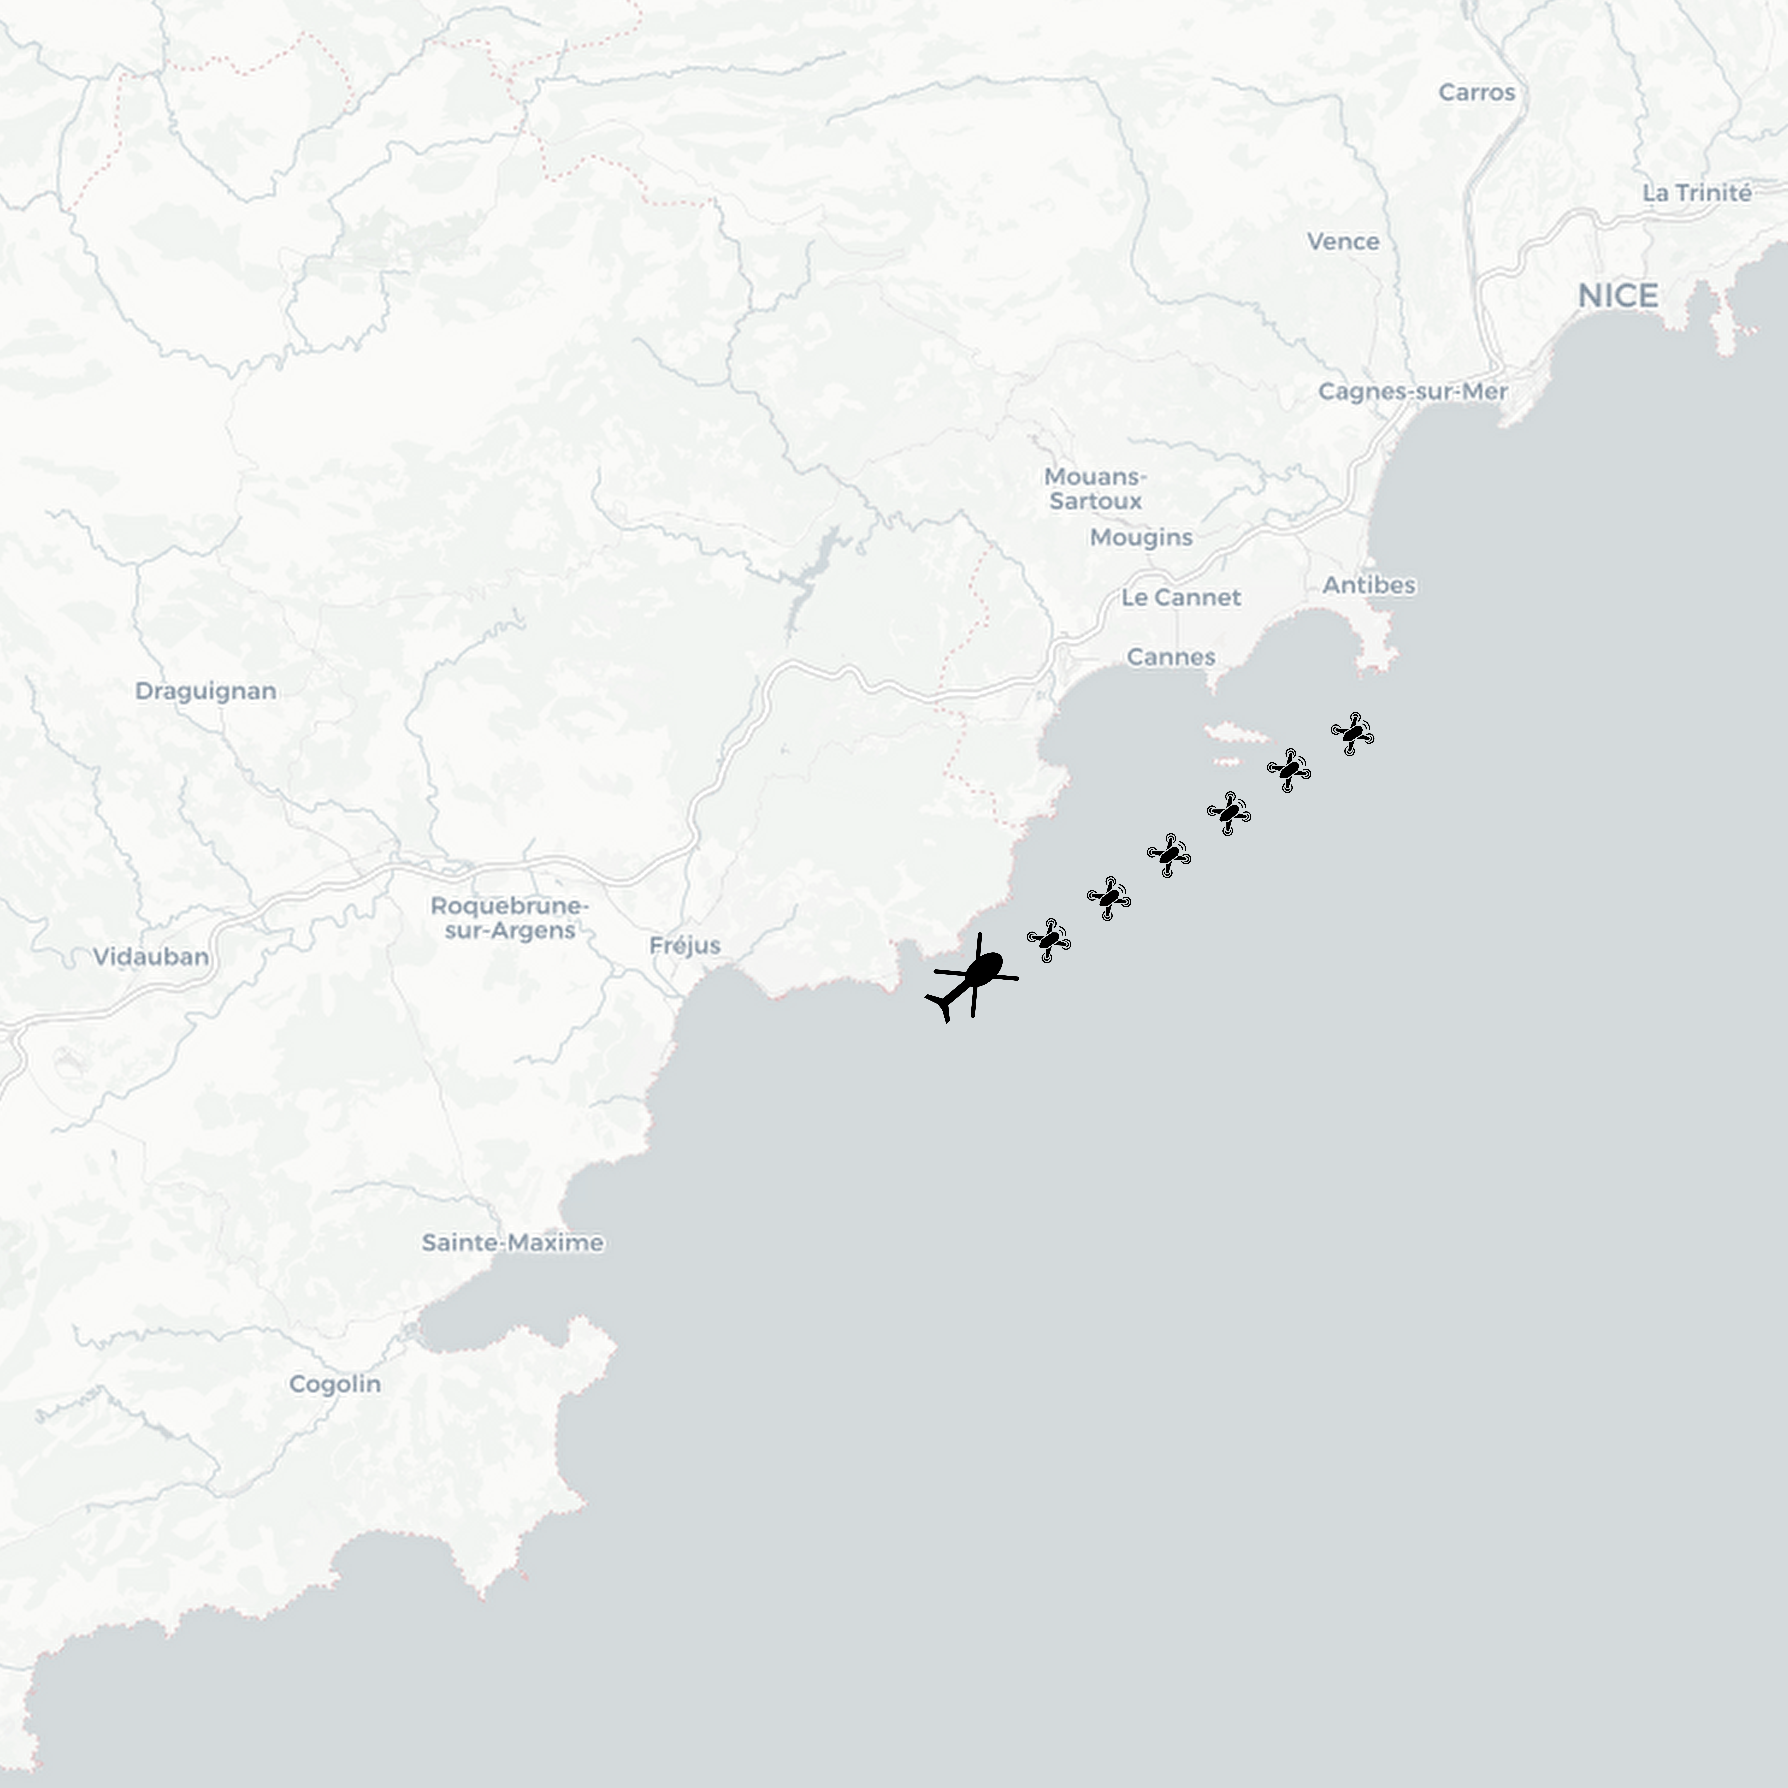 Carros
La Trinité
Vence
NICE
Cagnes-sur-Mer
Mouans-
Sartoux
Mougins
Antibes
Le Cannet
Cannes
Draguignan
Roquebrune-
sur-Argens
Fréjus
Vidauban
Sainte-Maxime
Cogolin